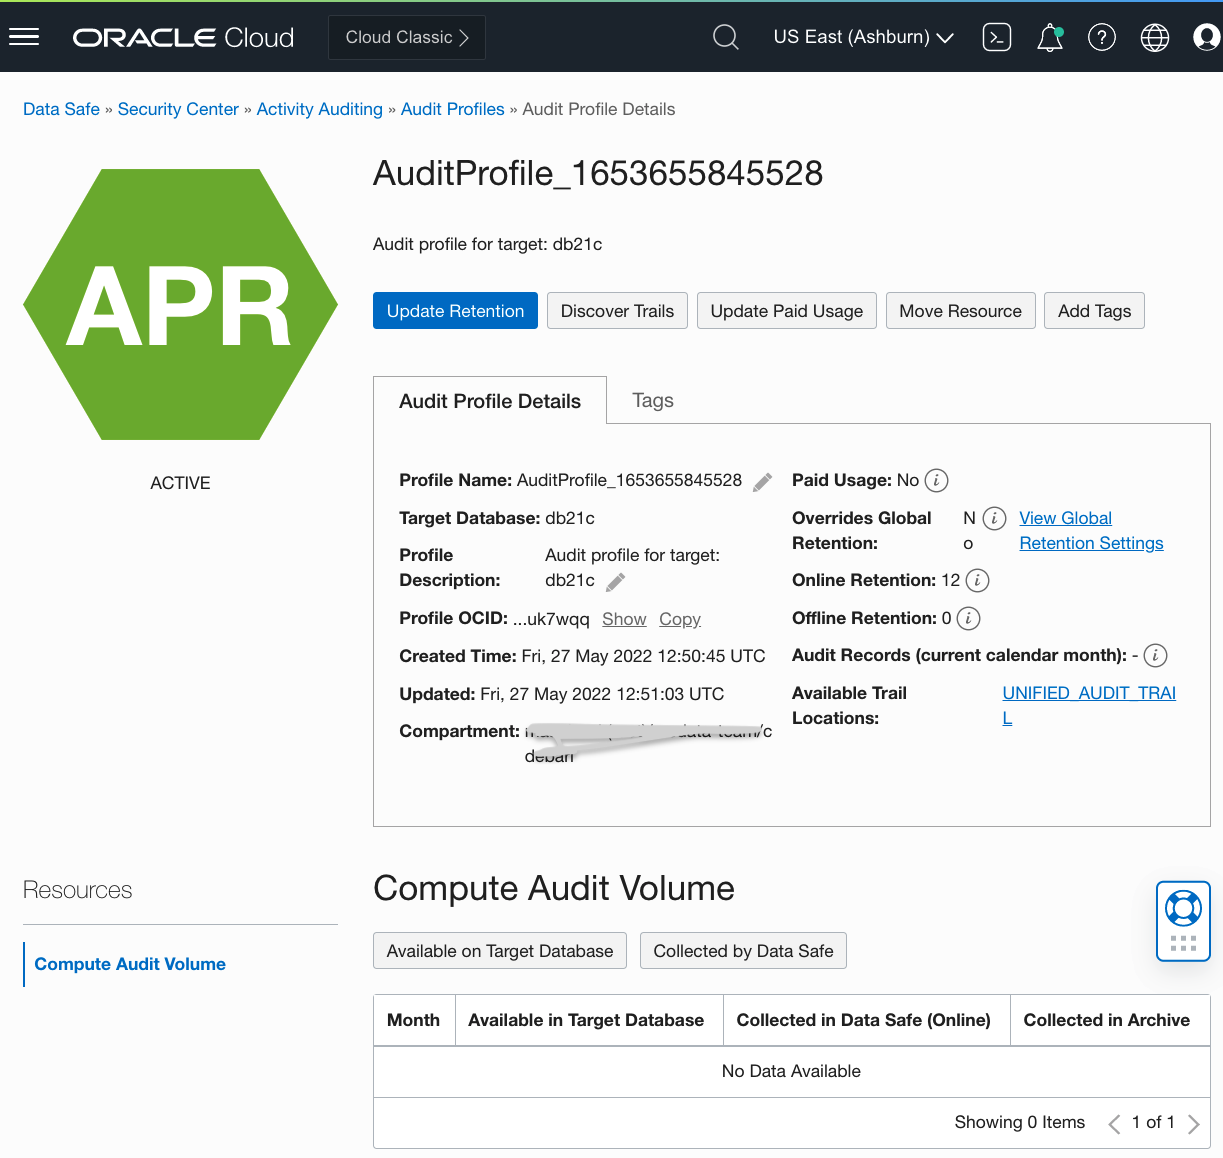 ORACLE Cloud
Cloud Classic
US East (Ashburn)
Data Safe » Security Center » Activity Auditing » Audit Profiles » Audit Profile Details
APR
ACTIVE
AuditProfile_1653655845528
Audit profile for target: db21c
Update Retention
Discover Trails
Update Paid Usage
Move Resource
Add Tags
Audit Profile Details
Tags
Profile Name: AuditProfile_1653655845528
Target Database: db21c
Profile Description: Audit profile for target:
db21c
Profile OCID: ...uk7wqq Show Copy
Created Time: Fri, 27 May 2022 12:50:45 UTC
Updated: Fri, 27 May 2022 12:51:03 UTC
Compartment:
Paid Usage: No
Overrides Global N View Global
Retention: o Retention Settings
Online Retention: 12
Offline Retention: 0
Audit Records (current calendar month): -
Available Trail UNIFIED_AUDIT_TRAI
Locations: L
Resources
Compute Audit Volume
Compute Audit Volume
Available on Target Database
Collected by Data Safe
Month
Available in Target Database
Collected in Data Safe (Online)
Collected in Archive
No Data Available
Showing 0 Items
1 of 1